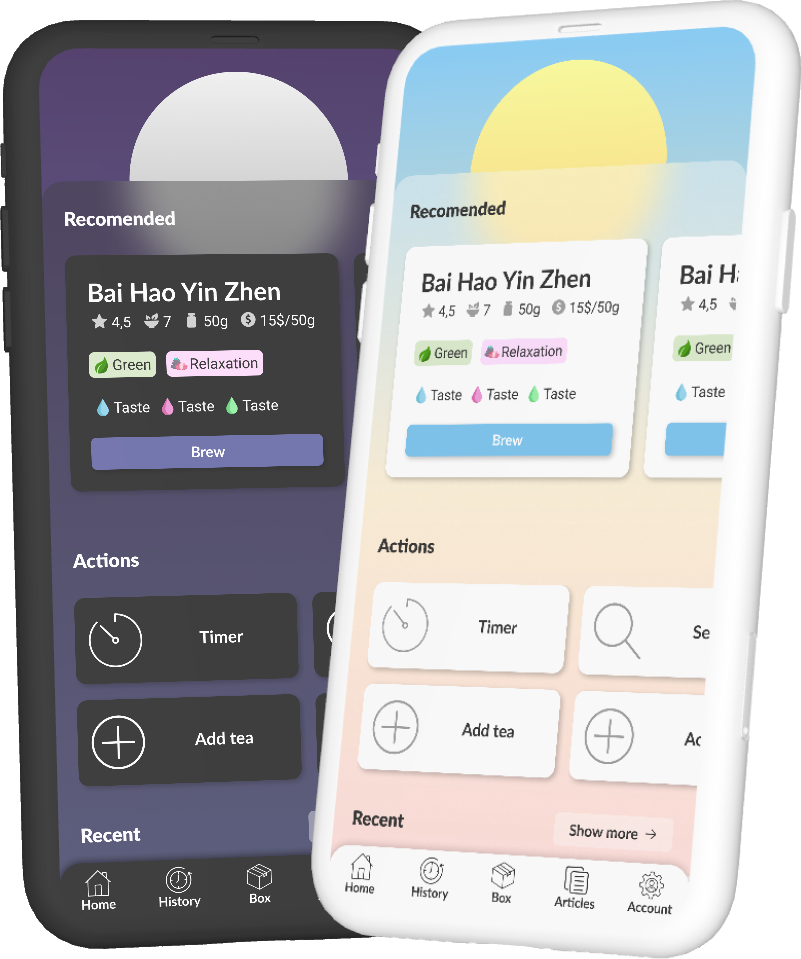 Recomended
Bai Hao Yin Zhen
4,5 7 50g 15$/50g
Green Relaxation
Taste Taste Taste
Brew
Actions
Timer
Add tea
Recent
Home History Box
Recomended
Bai Hao Yin Zhen
4,5 7 50g 15$/50g
Green Relaxation
Taste Taste Taste
Brew
Bai H
4,5
Green
Taste
Actions
Timer
Se
Add tea
Ac
Recent
Show more →
Home History Box Articles Account